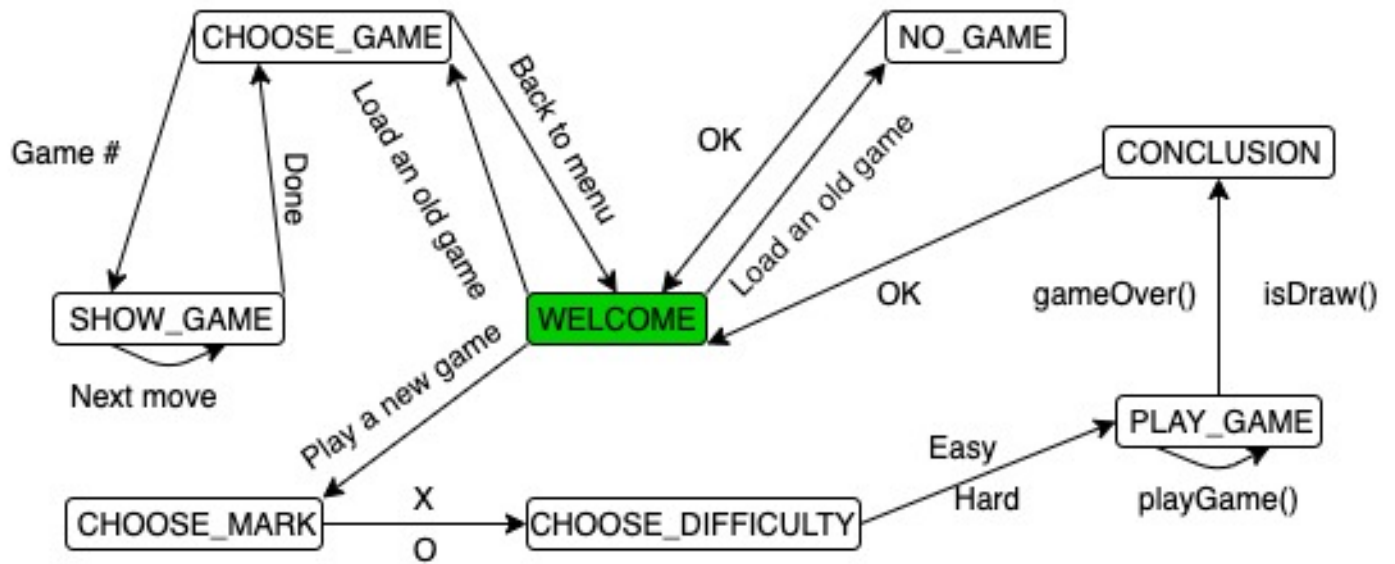 CHOOSE_GAME
NO_GAME
Back to menu
Load an old game
OK
Game #
Done
Load an old game
CONCLUSION
SHOW_GAME
WELCOME
OK
gameOver()
isDraw()
Next move
Play a new game
PLAY_GAME
Easy
Hard
playGame()
CHOOSE_MARK
X
O
CHOOSE_DIFFICULTY